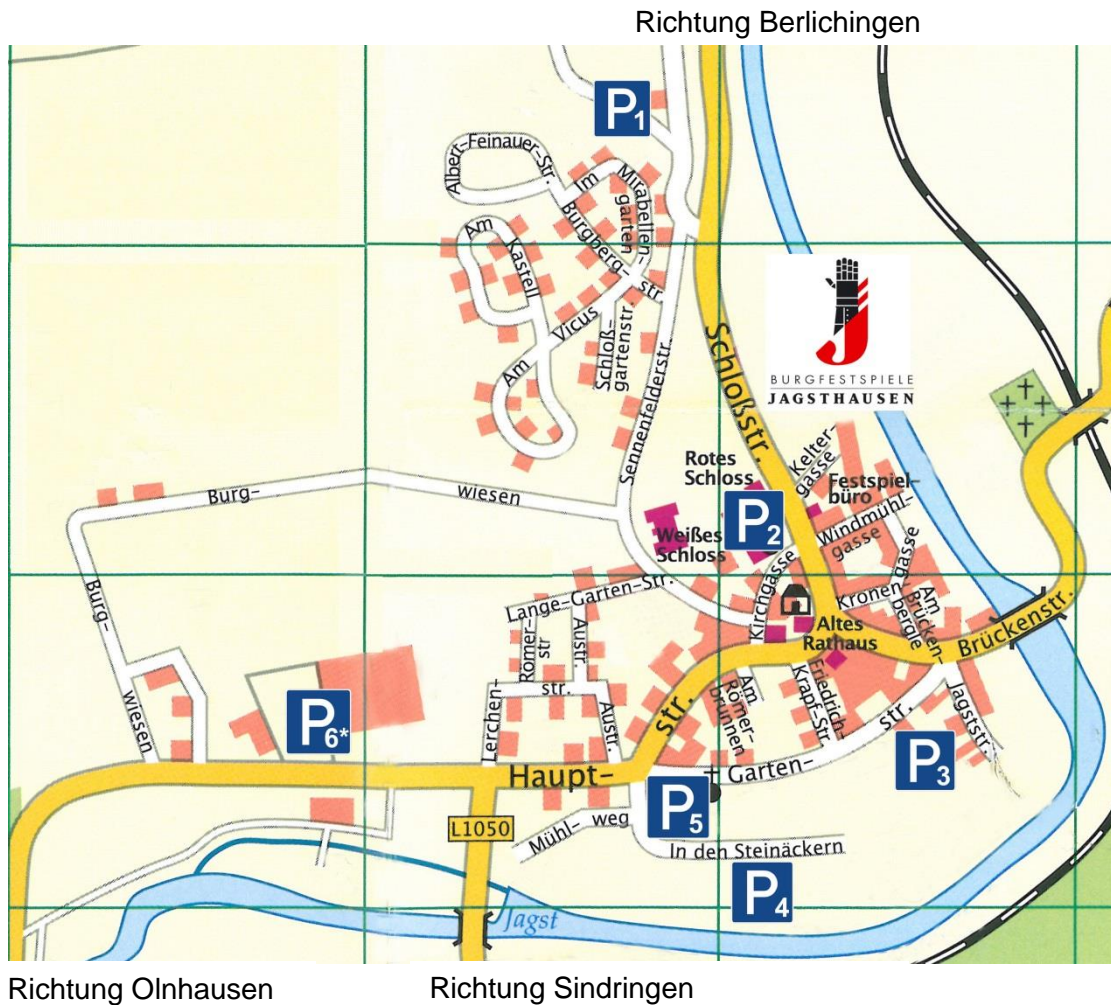 Richtung Berlichingen
P1
Albert-Feinauer-Str.
Im
Mirabellen-
garten
Burgberg-
str.
Am
Kastell
Am
Vicus
Schloß-
gartenstr.
Sennenfelderstr.
Schloßstr.
BURGFESTSPIELE
JAGSTHAUSEN
Burg-
wiesen
Rotes
Schloss
Kelter-
gasse
Festspiel-
büro
P2
Weißes
Schloss
Windmühl-
gasse
Kirchgasse
Kronengasse
Am
Brücken-
bergle
Brückenstr.
Altes
Rathaus
Lange-Garten-Str.
Römer-
str
Austr.
Burg-
wiesen
Lerchen-
str.
Austr.
Am
Römer-
brunnen
Friedrich-
Krapf-Str.
Jagststr.
P6*
Haupt-
str.
Garten-
str.
P3
P5
L1050
Mühl-
weg
In den Steinäckern
P4
Jagst
Richtung Olnhausen
Richtung Sindringen